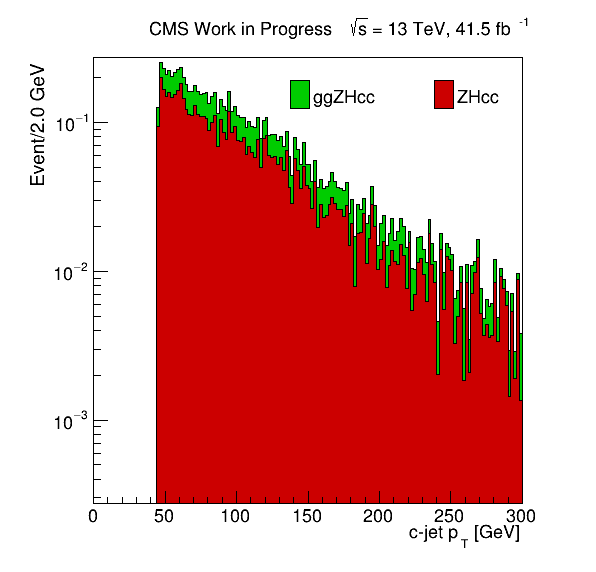 CMS Work in Progress √s = 13 TeV, 41.5 fb⁻¹
Event/2.0 GeV
ggZHcc ZHcc
10⁻¹
10⁻²
10⁻³
0 50 100 150 200 250 300
c-jet p_T [GeV]